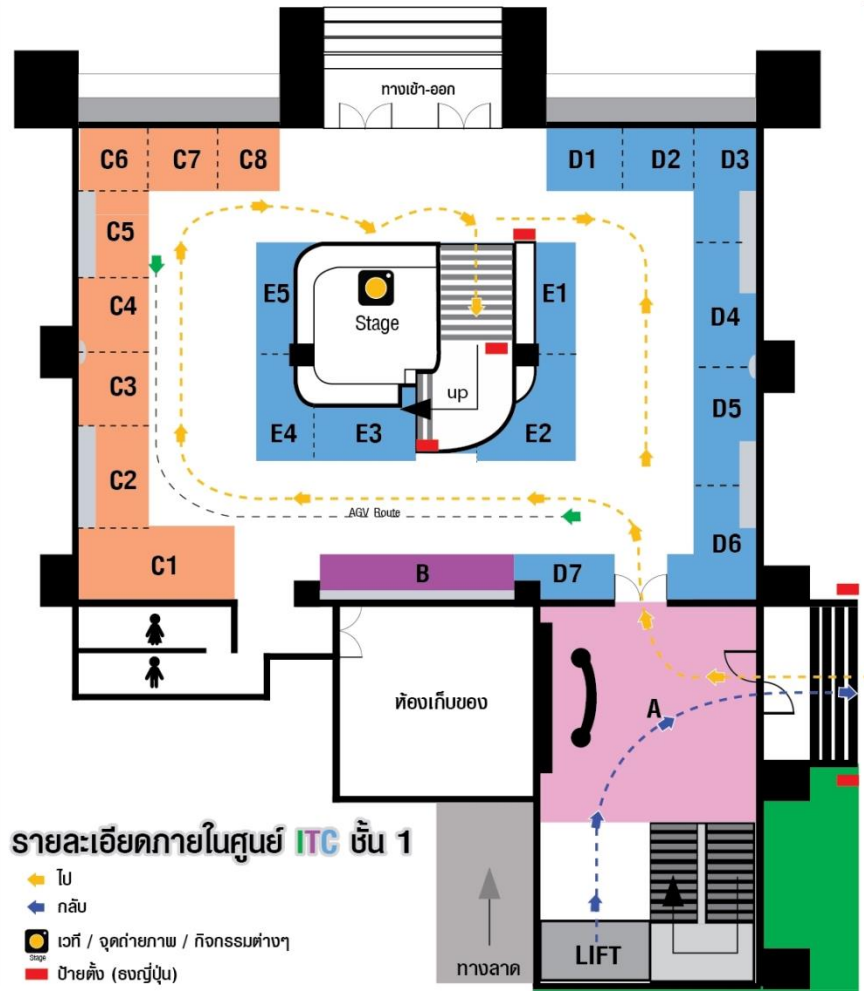 ทางเข้า-ออก
C6 C7 C8 D1 D2 D3
C5
C4
C3
C2
C1
E5 Stage E1
D4
up
D5
E4 E3 E2
AGV Route
D6
B D7
ห้องเก็บของ
A
รายละเอียดภายในศูนย์ ITC ชั้น 1
ไป
กลับ
Stage
เวที / จุดถ่ายภาพ / กิจกรรมต่างๆ
ป้ายตั้ง (ธงญี่ปุ่น)
ทางลาด
LIFT